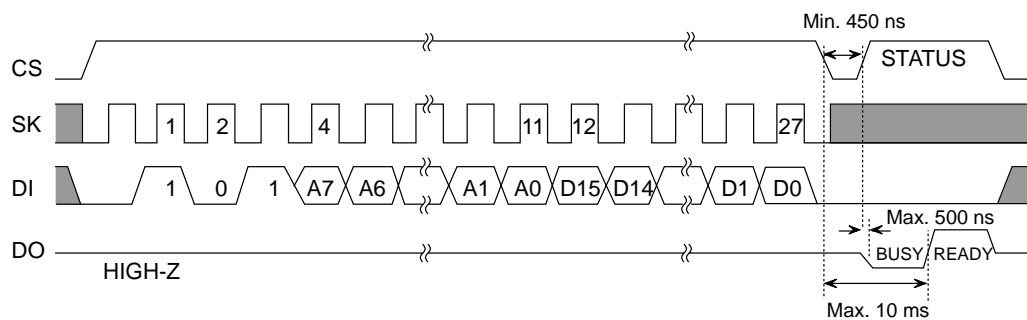 Min. 450 ns
CS STATUS
SK 1 2 4 11 12 27
DI 1 0 1 A7 A6 A1 A0 D15 D14 D1 D0
Max. 500 ns
DO BUSY READY
HIGH-Z
Max. 10 ms